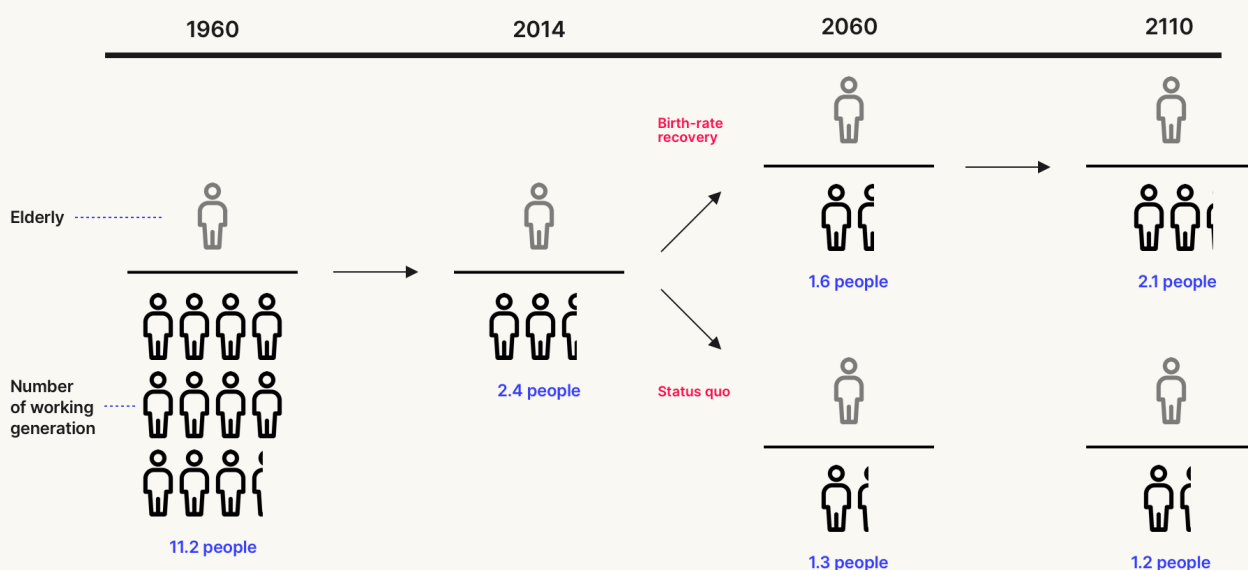 1960
2014
2060
2110
Birth-rate
recovery
Elderly
1.6 people
2.1 people
Number
of working
generation
2.4 people
Status quo
11.2 people
1.3 people
1.2 people